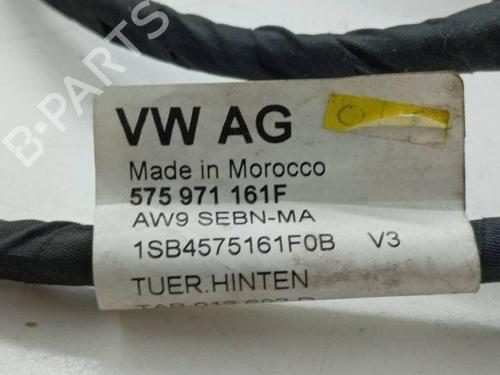 B-PARTS
VW AG
Made in Morocco
575 971 161F
AW9 SEBN-MA
1SB4575161F0B V3
TUER.HINTEN